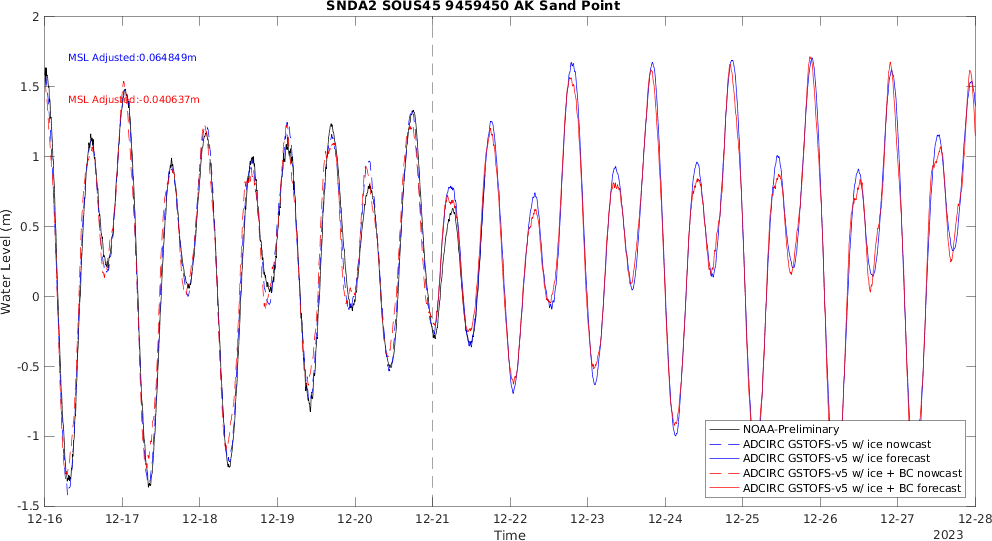 SNDA2 SOUS45 9459450 AK Sand Point
2
MSL Adjusted:0.064849m
1.5
MSL Adjusted:-0.040637m
1
0.5
0
-0.5
-1
-1.5
Water Level (m)
NOAA-Preliminary
ADCIRC GSTOFS-v5 w/ ice nowcast
ADCIRC GSTOFS-v5 w/ ice forecast
ADCIRC GSTOFS-v5 w/ ice + BC nowcast
ADCIRC GSTOFS-v5 w/ ice + BC forecast
12-16 12-17 12-18 12-19 12-20 12-21 12-22 12-23 12-24 12-25 12-26 12-27 12-28
Time
2023